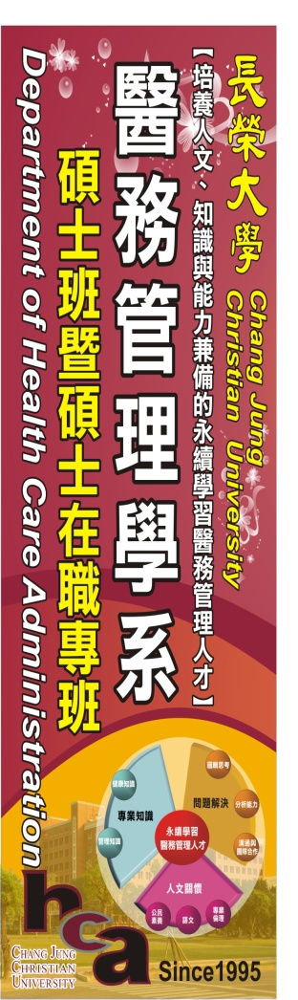 長榮大學
Chang Jung
Christian University
【培養人文、知識與能力兼備的永續學習醫務管理人才】
醫務管理學系
碩士班暨碩士在職專班
Department of Health Care Administration
健康知識
專業知識
管理知識
邏輯思考
問題解決
分析能力
溝通與
團隊合作
永續學習
醫務管理人才
人文關懷
公民
素養
語文
專業
倫理
hca
CHANG JUNG
CHRISTIAN
UNIVERSITY
Since1995